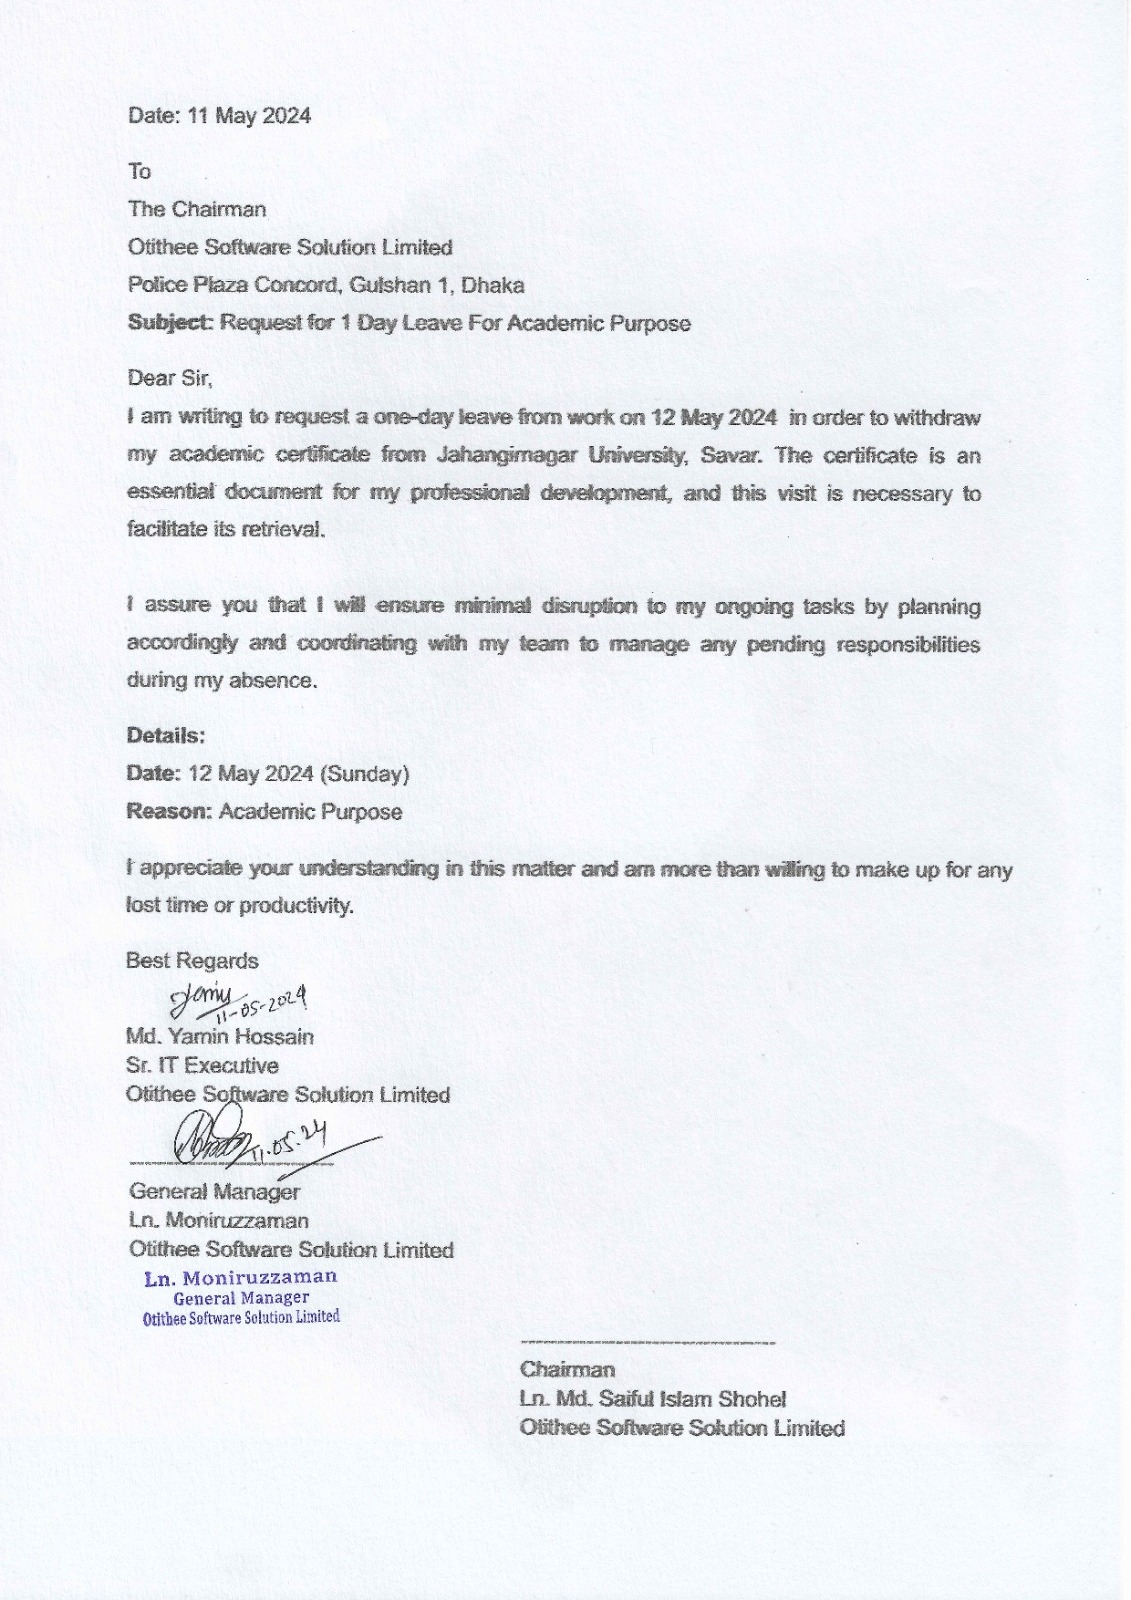 Date: 11 May 2024
To
The Chairman
Otithee Software Solution Limited
Police Plaza Concord, Gulshan 1, Dhaka
Subject: Request for 1 Day Leave For Academic Purpose
Dear Sir,
I am writing to request a one-day leave from work on 12 May 2024 in order to withdraw
my academic certificate from Jahangirnagar University, Savar. The certificate is an
essential document for my professional development, and this visit is necessary to
facilitate its retrieval.
I assure you that I will ensure minimal disruption to my ongoing tasks by planning
accordingly and coordinating with my team to manage any pending responsibilities
during my absence.
Details:
Date: 12 May 2024 (Sunday)
Reason: Academic Purpose
I appreciate your understanding in this matter and am more than willing to make up for any
lost time or productivity.
Best Regards
11-05-2024
Md. Yamin Hossain
Sr. IT Executive
Otithee Software Solution Limited
11.05.24
General Manager
Ln. Moniruzzaman
Otithee Software Solution Limited
Ln. Moniruzzaman
General Manager
Otithee Software Solution Limited
Chairman
Ln. Md. Saiful Islam Shohel
Otithee Software Solution Limited